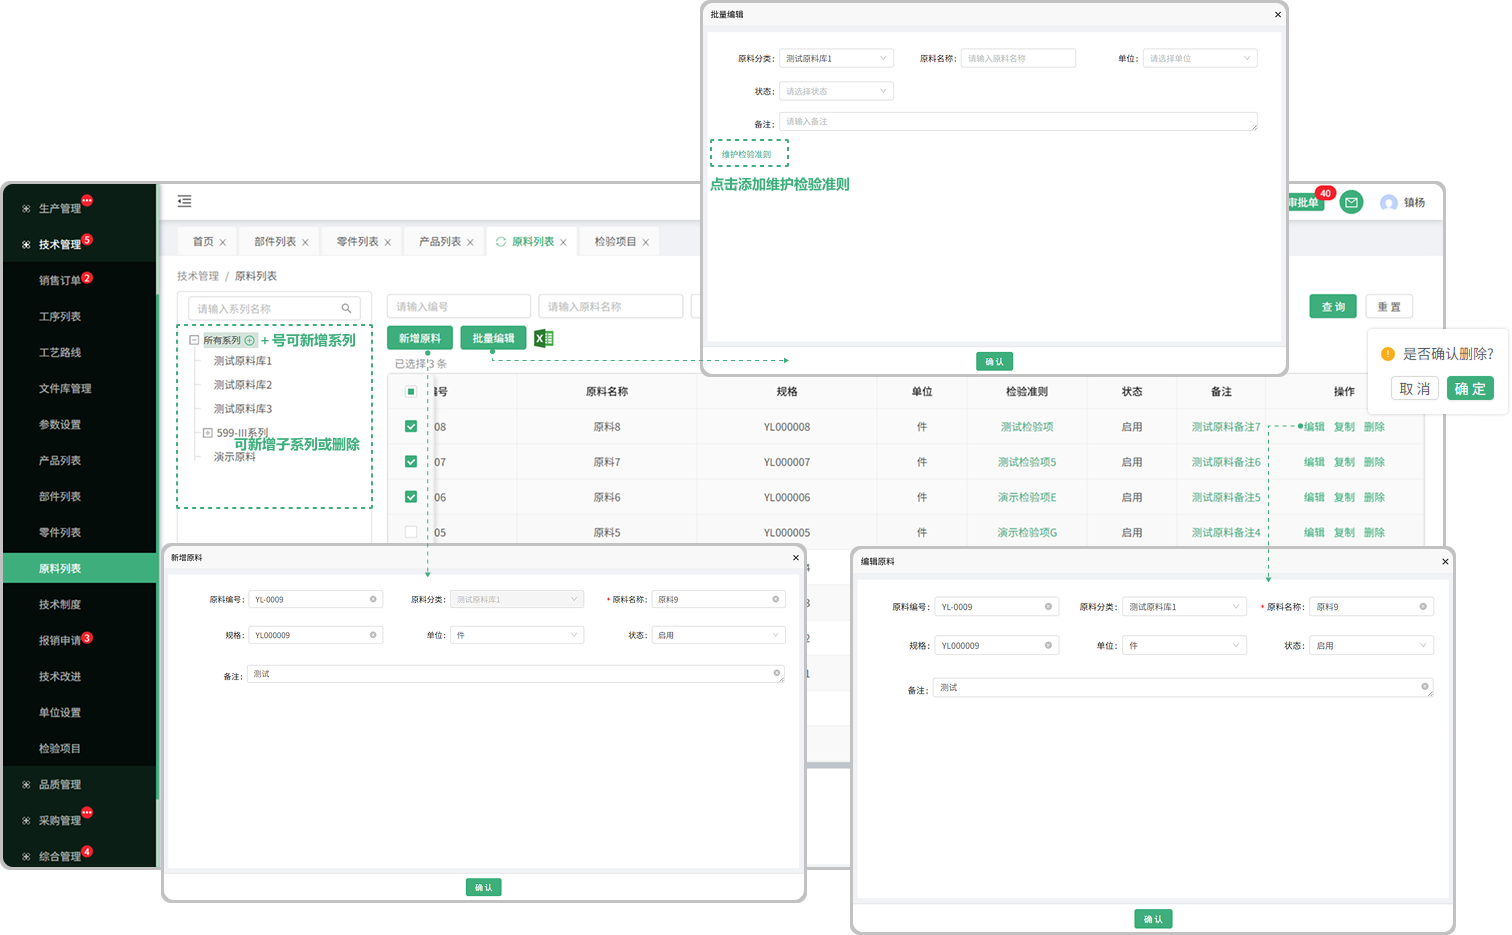 批量编辑
原料分类: 测试原料库1
原料名称: 请输入原料名称
单位: 请选择单位
状态: 请选择状态
备注: 请输入备注
维护检验准则
点击添加维护检验准则
确 认
生产管理
技术管理 5
销售订单 2
工序列表
工艺路线
文件库管理
参数设置
产品列表
部件列表
零件列表
原料列表
技术制度
报销申请 3
技术改进
单位设置
检验项目
品质管理
采购管理
综合管理 4
审批单 40
镇杨
首页
部件列表
零件列表
产品列表
原料列表
检验项目
技术管理 / 原料列表
请输入系列名称
所有系列
+ 号可新增系列
测试原料库1
测试原料库2
测试原料库3
599-III系列
可新增子系列或删除
演示原料
请输入编号
请输入原料名称
查 询
重 置
新增原料
批量编辑
已选择 3 条
号 原料名称 规格 单位 检验准则 状态 备注 操作
08 原料8 YL000008 件 测试检验项 启用 测试原料备注7 编辑 复制 删除
07 原料7 YL000007 件 测试检验项5 启用 测试原料备注6 编辑 复制 删除
06 原料6 YL000006 件 演示检验项E 启用 测试原料备注5 编辑 复制 删除
05 原料5 YL000005 件 演示检验项G 启用 测试原料备注4 编辑 复制 删除
是否确认删除?
取 消
确 定
新增原料
原料编号: YL-0009
原料分类: 测试原料库1
* 原料名称: 原料9
规格: YL000009
单位: 件
状态: 启用
备注: 测试
确 认
编辑原料
原料编号: YL-0009
原料分类: 测试原料库1
* 原料名称: 原料9
规格: YL000009
单位: 件
状态: 启用
备注: 测试
确 认